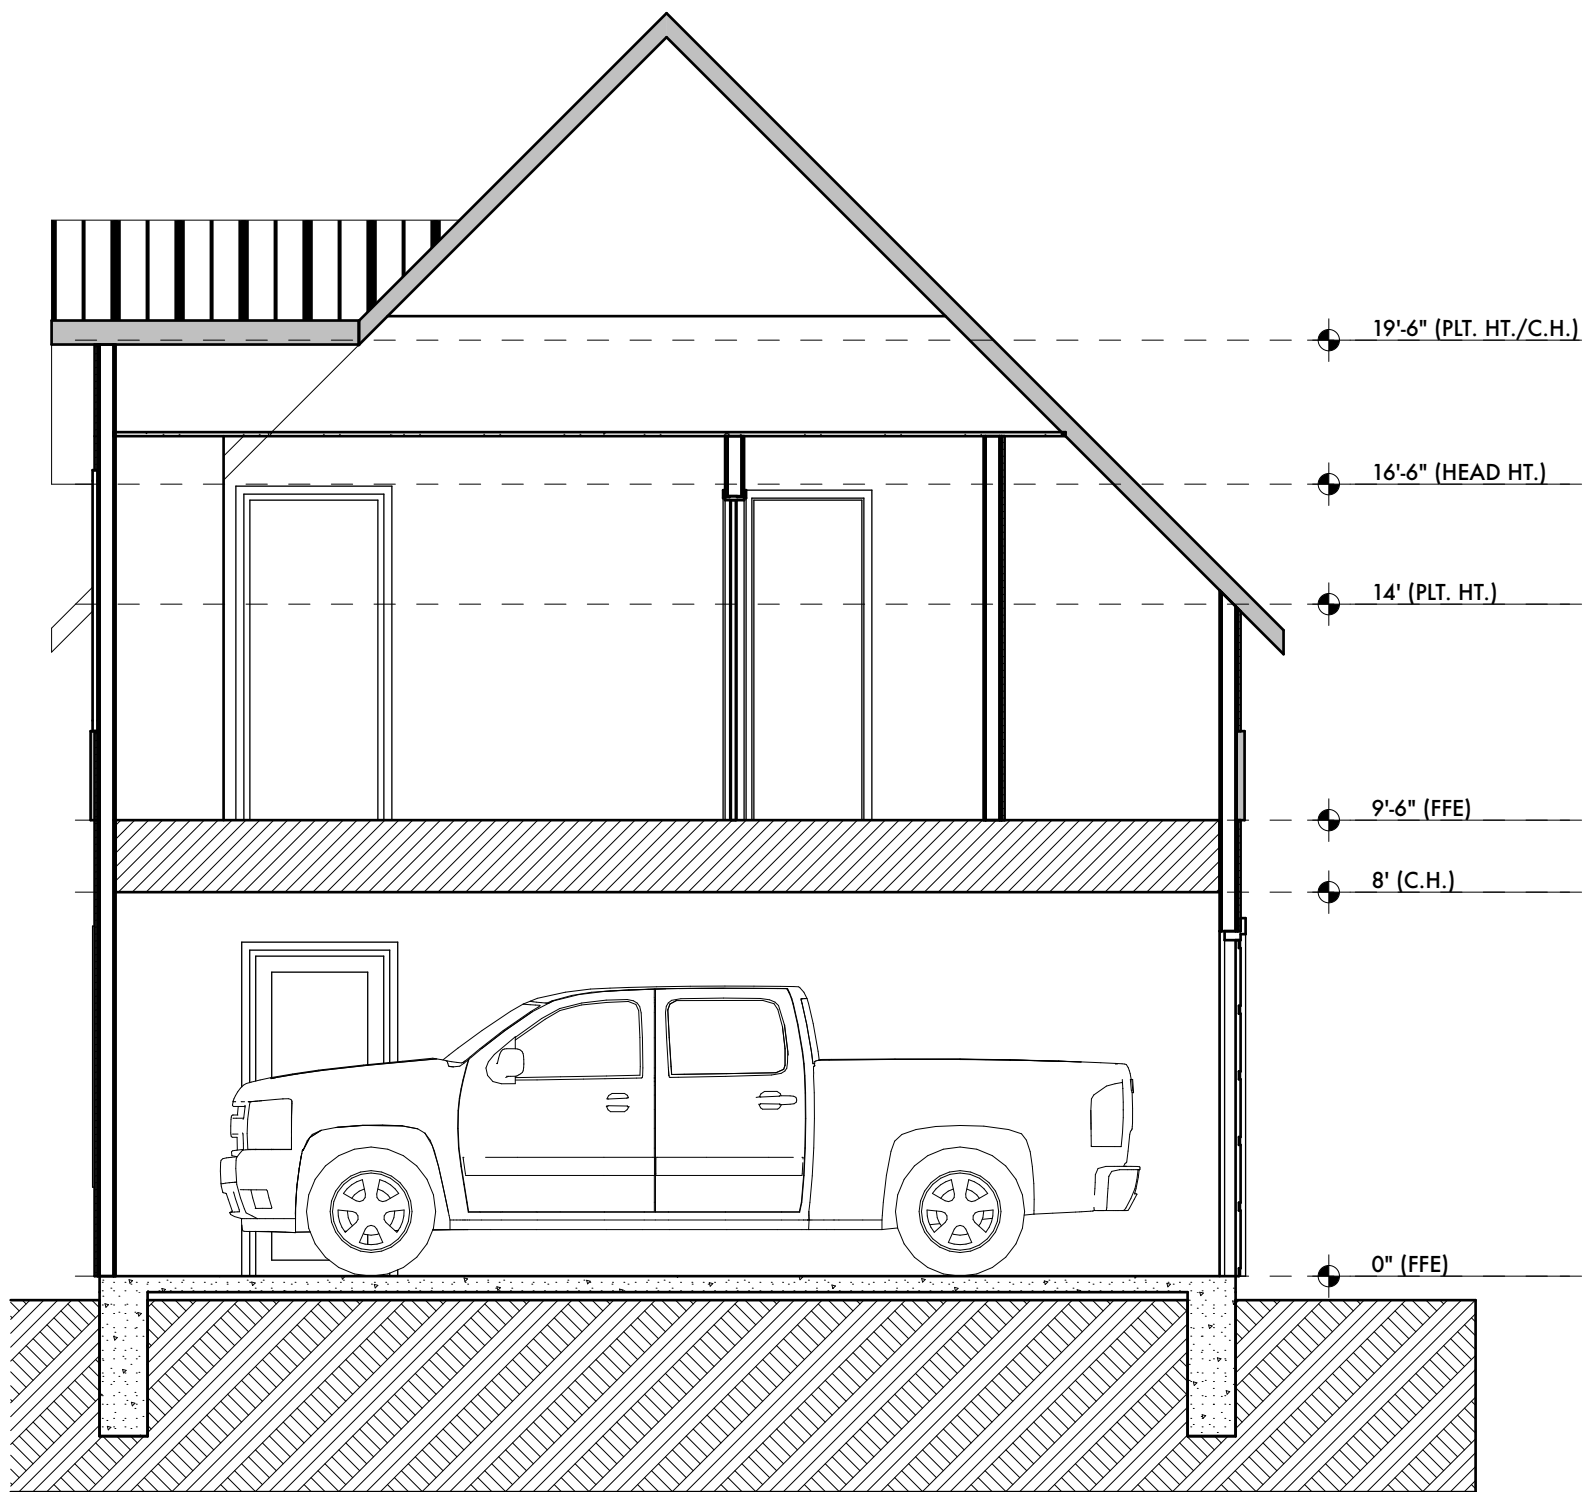 19'-6" (PLT. HT./C.H.)
16'-6" (HEAD HT.)
14' (PLT. HT.)
9'-6" (FFE)
8' (C.H.)
0" (FFE)